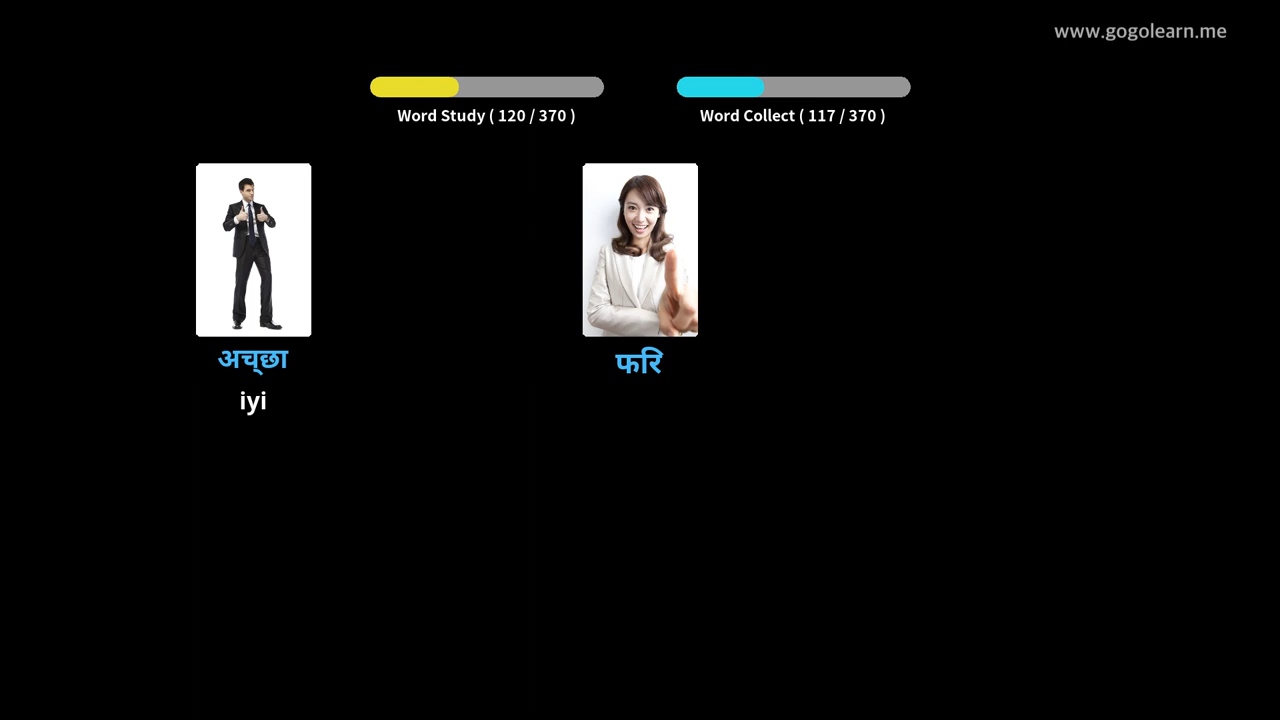 www.gogolearn.me
Word Study ( 120 / 370 )
Word Collect ( 117 / 370 )
अच्छा
iyi
फरि